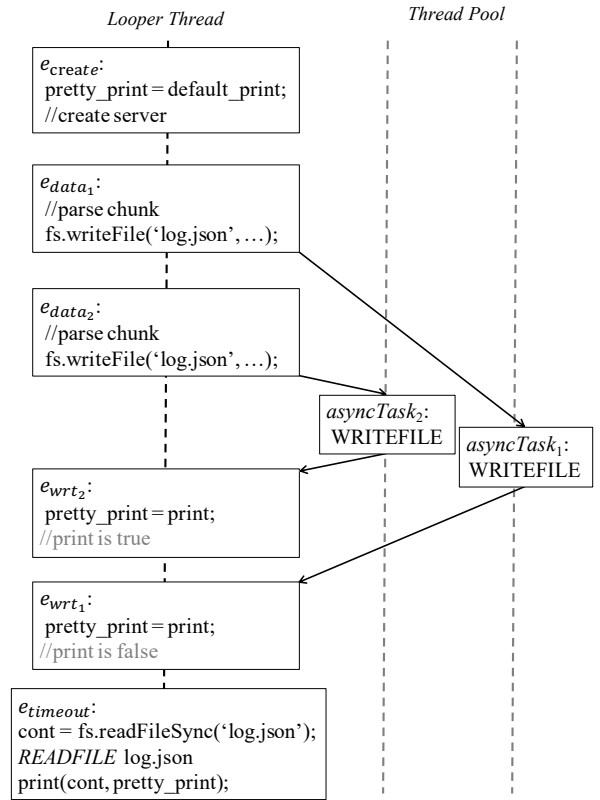 Looper Thread
Thread Pool
e_create:
pretty_print = default_print;
//create server
e_data₁:
//parse chunk
fs.writeFile(‘log.json’, …);
e_data₂:
//parse chunk
fs.writeFile(‘log.json’, …);
asyncTask₂:
WRITEFILE
asyncTask₁:
WRITEFILE
e_wrt₂:
pretty_print = print;
//print is true
e_wrt₁:
pretty_print = print;
//print is false
e_timeout:
cont = fs.readFileSync(‘log.json’);
READFILE log.json
print(cont, pretty_print);